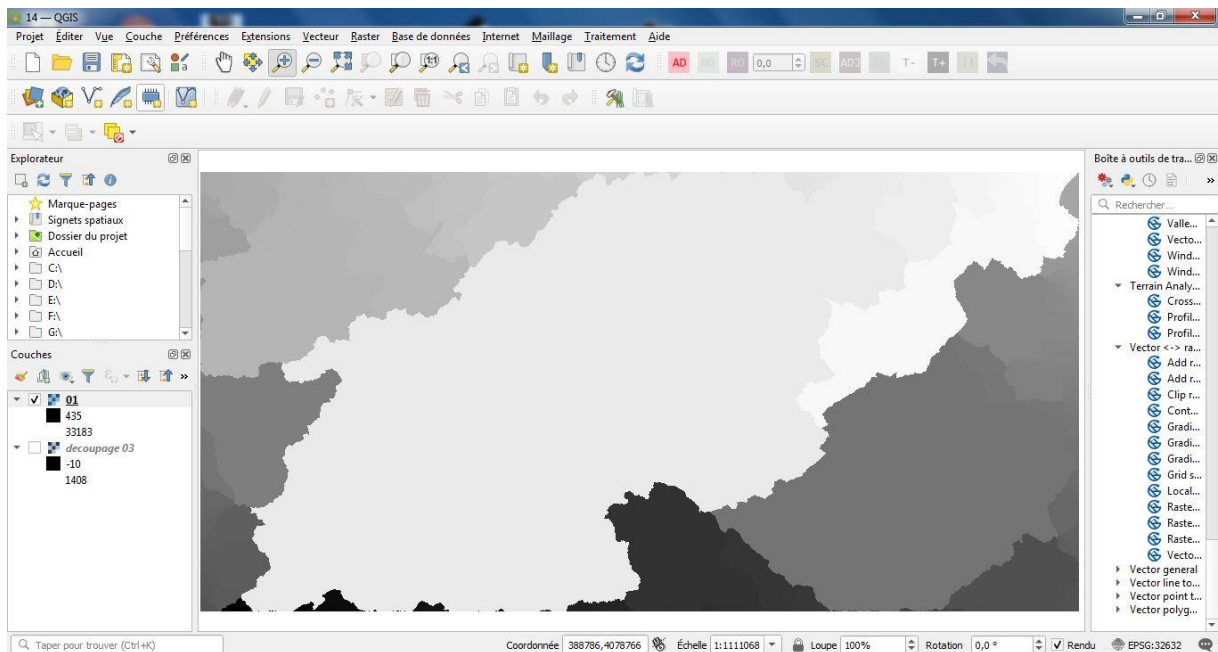 14 — QGIS
Projet Éditer Vue Couche Préférences Extensions Vecteur Raster Base de données Internet Maillage Traitement Aide
AD 0,0 SC AD3 T- T+
Explorateur
Marque-pages
Signets spatiaux
Dossier du projet
Accueil
C:\
D:\
E:\
F:\
G:\
Couches
01
435
33183
decoupage 03
-10
1408
Boîte à outils de tra...
Rechercher...
Valle...
Vecto...
Wind...
Wind...
Terrain Analy...
Cross...
Profil...
Profil...
Vector <-> ra...
Add r...
Add r...
Clip r...
Cont...
Gradi...
Gradi...
Gradi...
Grid s...
Local...
Raste...
Raste...
Raste...
Vecto...
Vector general
Vector line to...
Vector point t...
Vector polyg...
Taper pour trouver (Ctrl+K) Coordonnée 388786,4078766 Échelle 1:1111068 Loupe 100% Rotation 0,0 ° Rendu EPSG:32632